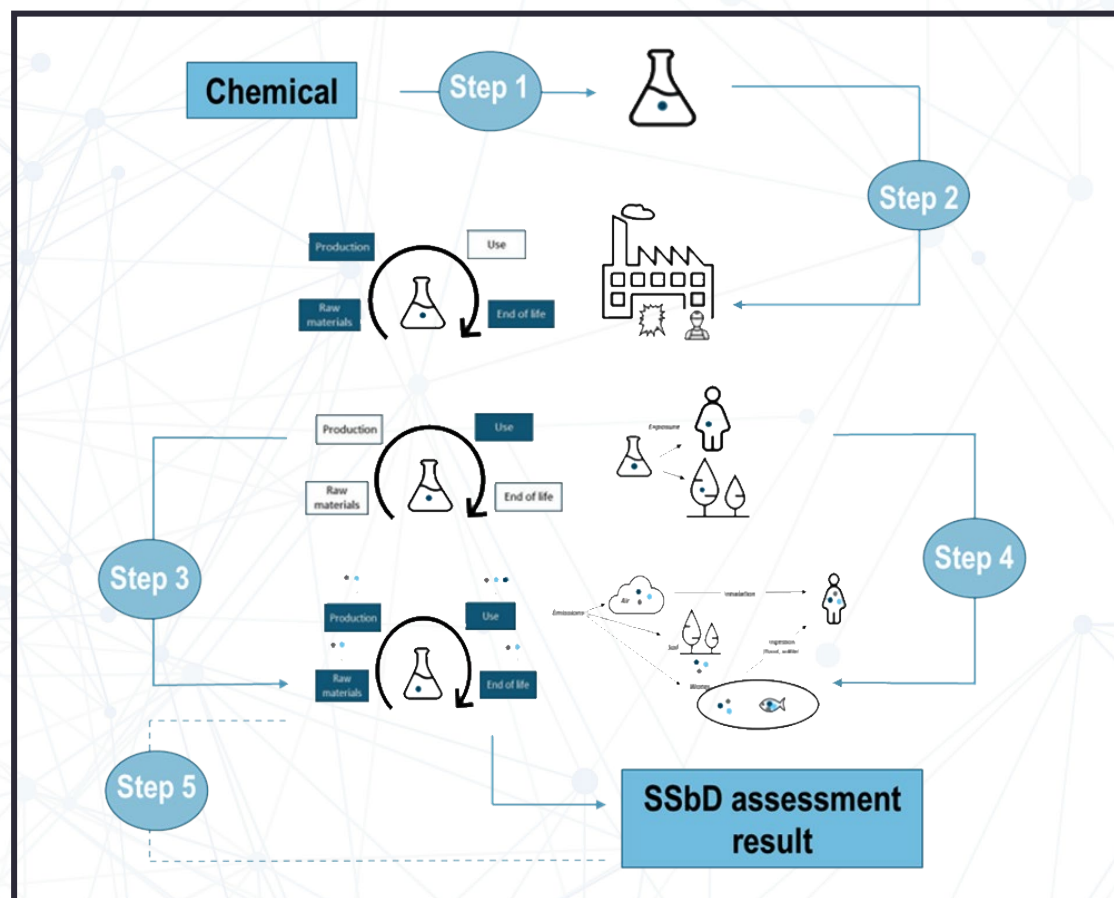 Chemical
Step 1
Step 2
Production
Use
Raw
materials
End of life
Production
Use
Exposure
Raw
materials
End of life
Step 3
Step 4
Production
Use
Emissions
Air
Inhalation
Soil
Ingestion
Raw
materials
End of life
Water
Step 5
SSbD assessment
result